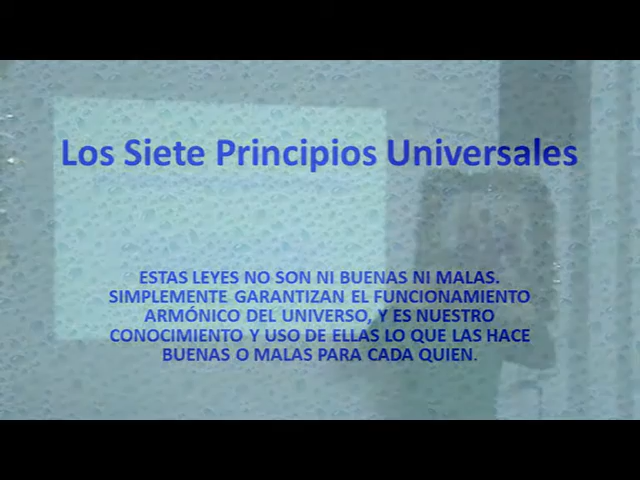 Los Siete Principios Universales
ESTAS LEYES NO SON NI BUENAS NI MALAS.
SIMPLEMENTE GARANTIZAN EL FUNCIONAMIENTO
ARMÓNICO DEL UNIVERSO, Y ES NUESTRO
CONOCIMIENTO Y USO DE ELLAS LO QUE LAS HACE
BUENAS O MALAS PARA CADA QUIEN.